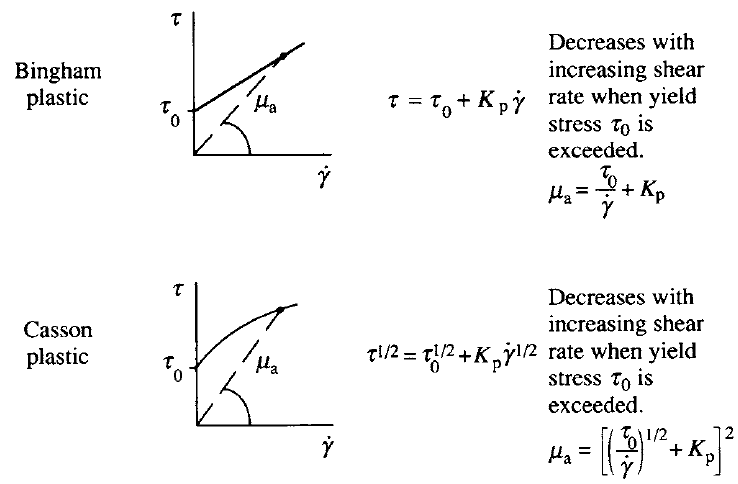 τ
Bingham
plastic
τ₀
μₐ
γ̇
τ = τ₀ + Kₚ γ̇
Decreases with
increasing shear
rate when yield
stress τ₀ is
exceeded.
μₐ = τ₀/γ̇ + Kₚ
τ
Casson
plastic
τ₀
μₐ
γ̇
τ^1/2 = τ₀^1/2 + Kₚ γ̇^1/2
Decreases with
increasing shear
rate when yield
stress τ₀ is
exceeded.
μₐ = [(τ₀/γ̇)^1/2 + Kₚ]^2